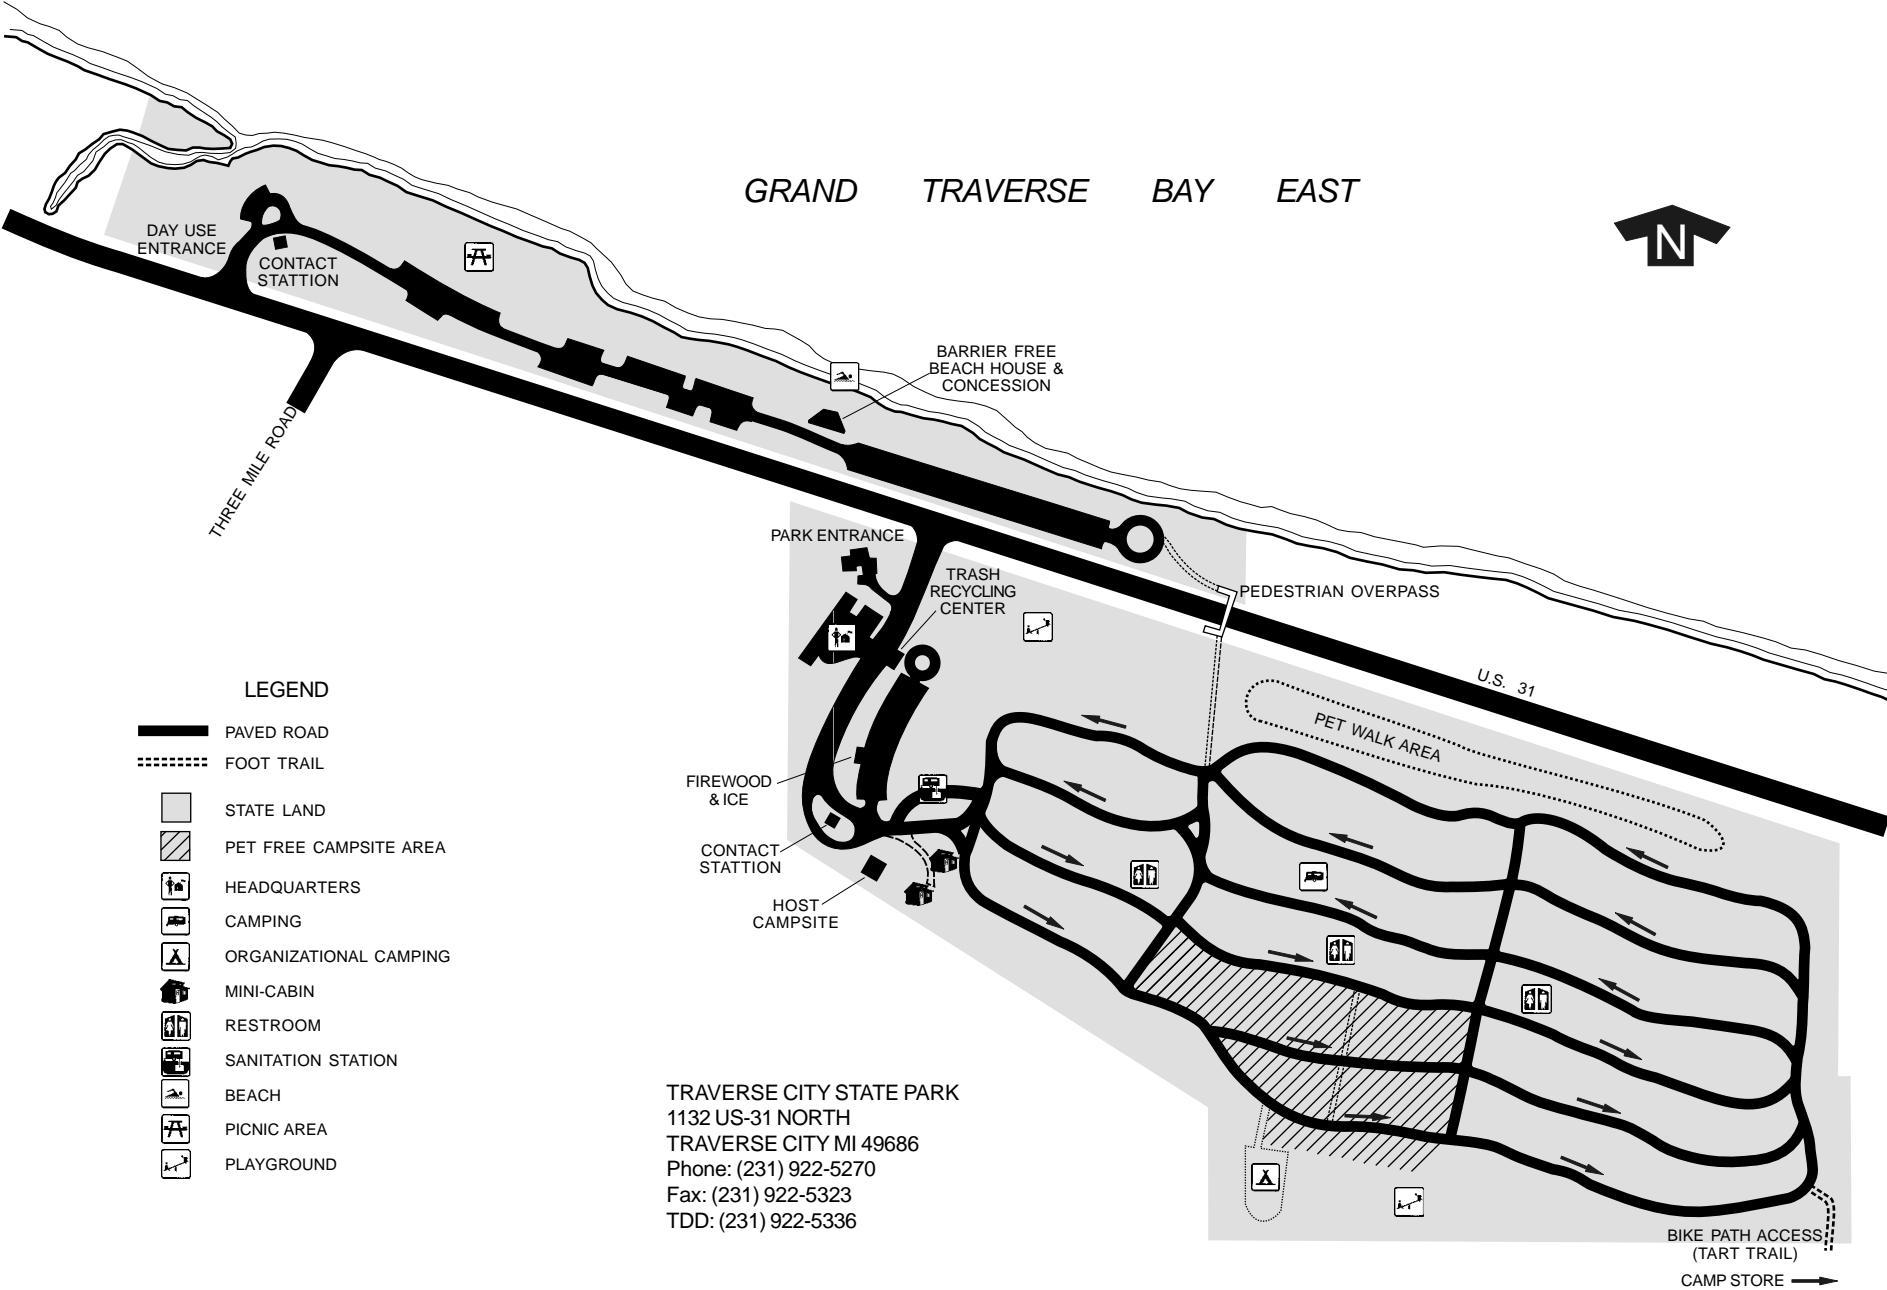 GRAND TRAVERSE BAY EAST
N
DAY USE
ENTRANCE
CONTACT
STATTION
BARRIER FREE
BEACH HOUSE &
CONCESSION
THREE MILE ROAD
PARK ENTRANCE
TRASH
RECYCLING
CENTER
PEDESTRIAN OVERPASS
U.S. 31
PET WALK AREA
FIREWOOD
& ICE
CONTACT
STATTION
HOST
CAMPSITE
LEGEND
PAVED ROAD
FOOT TRAIL
STATE LAND
PET FREE CAMPSITE AREA
HEADQUARTERS
CAMPING
ORGANIZATIONAL CAMPING
MINI-CABIN
RESTROOM
SANITATION STATION
BEACH
PICNIC AREA
PLAYGROUND
TRAVERSE CITY STATE PARK
1132 US-31 NORTH
TRAVERSE CITY MI 49686
Phone: (231) 922-5270
Fax: (231) 922-5323
TDD: (231) 922-5336
BIKE PATH ACCESS
(TART TRAIL)
CAMP STORE